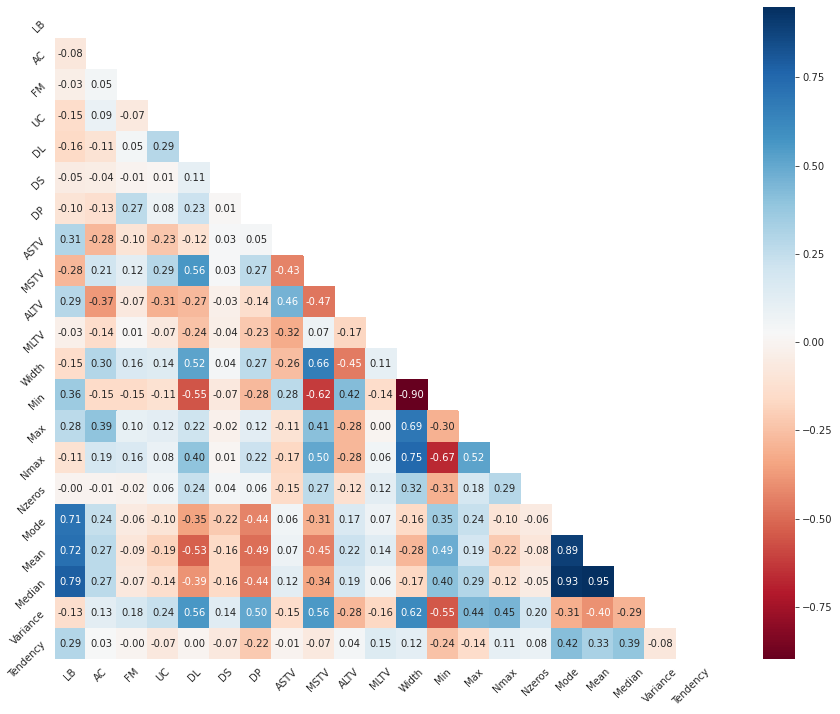 LB
AC -0.08
FM -0.03 0.05
UC -0.15 0.09 -0.07
DL -0.16 -0.11 0.05 0.29
DS -0.05 -0.04 -0.01 0.01 0.11
DP -0.10 -0.13 0.27 0.08 0.23 0.01
ASTV 0.31 -0.28 -0.10 -0.23 -0.12 0.03 0.05
MSTV -0.28 0.21 0.12 0.29 0.56 0.03 0.27 -0.43
ALTV 0.29 -0.37 -0.07 -0.31 -0.27 -0.03 -0.14 0.46 -0.47
MLTV -0.03 -0.14 0.01 -0.07 -0.24 -0.04 -0.23 -0.32 0.07 -0.17
Width -0.15 0.30 0.16 0.14 0.52 0.04 0.27 -0.26 0.66 -0.45 0.11
Min 0.36 -0.15 -0.15 -0.11 -0.55 -0.07 -0.28 0.28 -0.62 0.42 -0.14 -0.90
Max 0.28 0.39 0.10 0.12 0.22 -0.02 0.12 -0.11 0.41 -0.28 0.00 0.69 -0.30
Nmax -0.11 0.19 0.16 0.08 0.40 0.01 0.22 -0.17 0.50 -0.28 0.06 0.75 -0.67 0.52
Nzeros -0.00 -0.01 -0.02 0.06 0.24 0.04 0.06 -0.15 0.27 -0.12 0.12 0.32 -0.31 0.18 0.29
Mode 0.71 0.24 -0.06 -0.10 -0.35 -0.22 -0.44 0.06 -0.31 0.17 0.07 -0.16 0.35 0.24 -0.10 -0.06
Mean 0.72 0.27 -0.09 -0.19 -0.53 -0.16 -0.49 0.07 -0.45 0.22 0.14 -0.28 0.49 0.19 -0.22 -0.08 0.89
Median 0.79 0.27 -0.07 -0.14 -0.39 -0.16 -0.44 0.12 -0.34 0.19 0.06 -0.17 0.40 0.29 -0.12 -0.05 0.93 0.95
Variance -0.13 0.13 0.18 0.24 0.56 0.14 0.50 -0.15 0.56 -0.28 -0.16 0.62 -0.55 0.44 0.45 0.20 -0.31 -0.40 -0.29
Tendency 0.29 0.03 -0.00 -0.07 0.00 -0.07 -0.22 -0.01 -0.07 0.04 0.15 0.12 -0.24 -0.14 0.11 0.08 0.42 0.33 0.39 -0.08
LB AC FM UC DL DS DP ASTV MSTV ALTV MLTV Width Min Max Nmax Nzeros Mode Mean Median Variance Tendency
0.75
0.50
0.25
0.00
−0.25
−0.50
−0.75